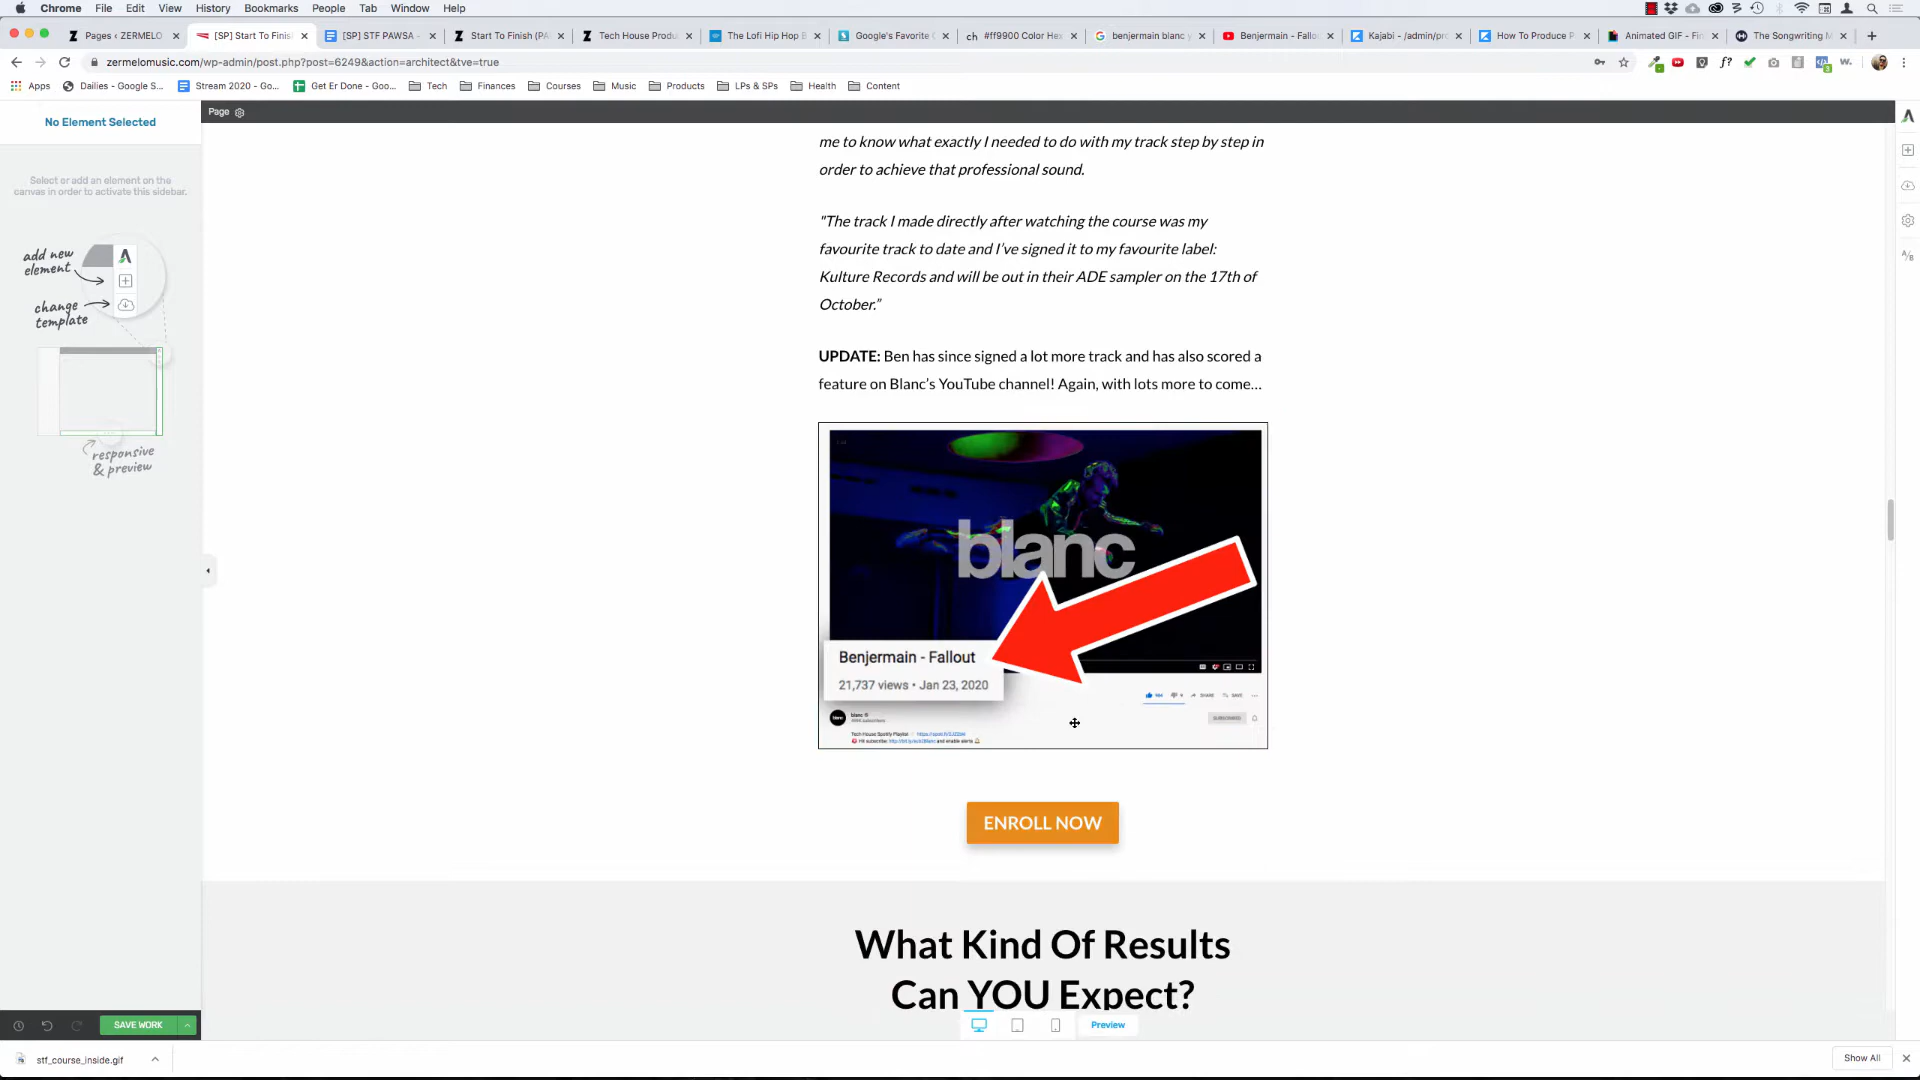 Chrome File Edit View History Bookmarks People Tab Window Help
Pages ‹ ZERMELO
[SP] Start To Finis
[SP] STF PAWSA -
Start To Finish (PA
Tech House Produ
The Lofi Hip Hop B
Google's Favorite C
#ff9900 Color Hex
benjermain blanc y
Benjermain - Fallo
Kajabi - /admin/pro
How To Produce P
Animated GIF - Fin
The Songwriting M
zermelomusic.com/wp-admin/post.php?post=6249&action=architect&tve=true
Apps Dailies - Google S... Stream 2020 - Go... Get Er Done - Goo... Tech Finances Courses Music Products LPs & SPs Health Content
No Element Selected
Page
Select or add an element on the
canvas in order to activate this sidebar.
add new
element
change
template
responsive
& preview
me to know what exactly I needed to do with my track step by step in
order to achieve that professional sound.
"The track I made directly after watching the course was my
favourite track to date and I've signed it to my favourite label:
Kulture Records and will be out in their ADE sampler on the 17th of
October.”
UPDATE: Ben has since signed a lot more track and has also scored a
feature on Blanc’s YouTube channel! Again, with lots more to come…
blanc
Benjermain - Fallout
21,737 views • Jan 23, 2020
SHARE SAVE
blanc
SUBSCRIBED
Tech House Spotify Playlist
ENROLL NOW
What Kind Of Results
Can YOU Expect?
SAVE WORK
Preview
stf_course_inside.gif
Show All